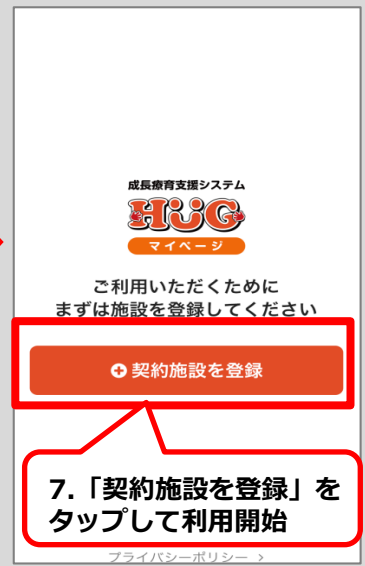 成長療育支援システム
HUG
マイページ
ご利用いただくために
まずは施設を登録してください
契約施設を登録
7.「契約施設を登録」を
タップして利用開始
プライバシーポリシー >